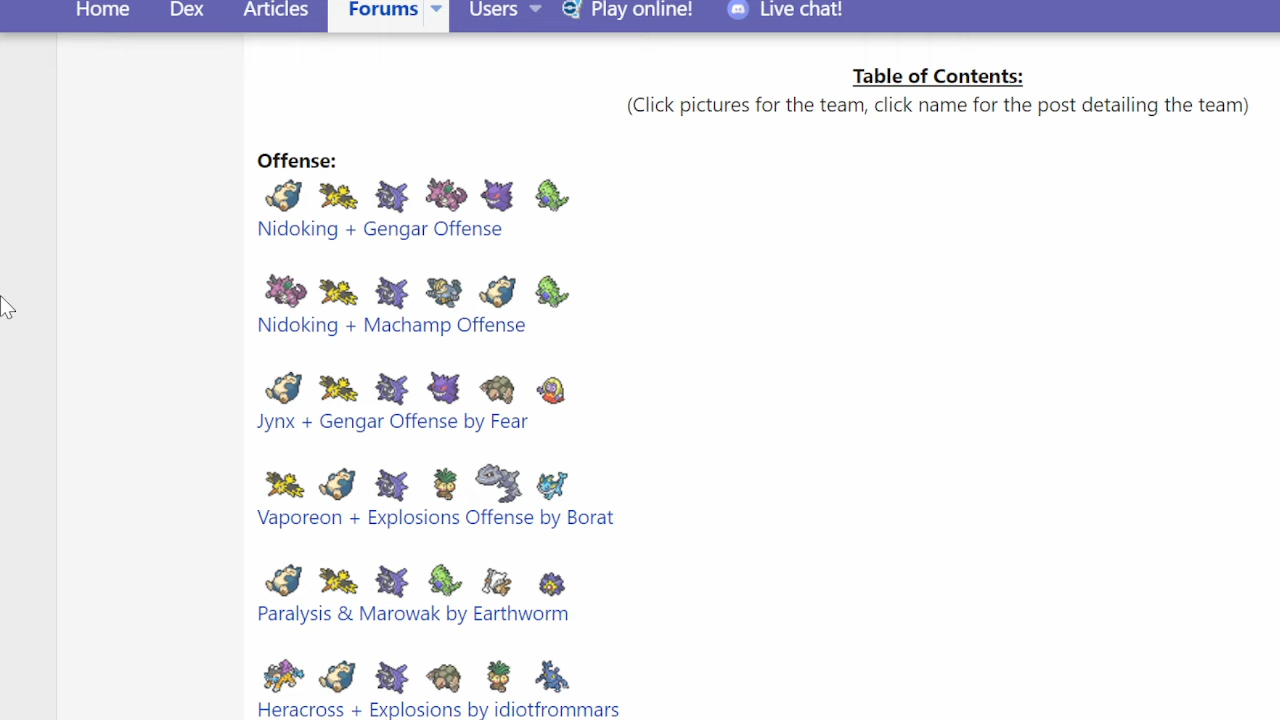 Home Dex Articles Forums Users Play online! Live chat!
Table of Contents:
(Click pictures for the team, click name for the post detailing the team)
Offense:
Nidoking + Gengar Offense
Nidoking + Machamp Offense
Jynx + Gengar Offense by Fear
Vaporeon + Explosions Offense by Borat
Paralysis & Marowak by Earthworm
Heracross + Explosions by idiotfrommars